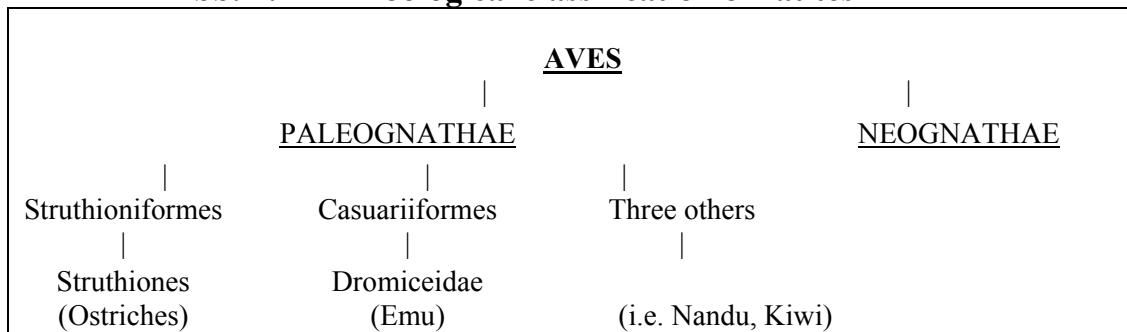 AVES
PALEOGNATHAE NEOGNATHAE
Struthioniformes Casuariiformes Three others
Struthiones Dromiceidae
(Ostriches) (Emu) (i.e. Nandu, Kiwi)